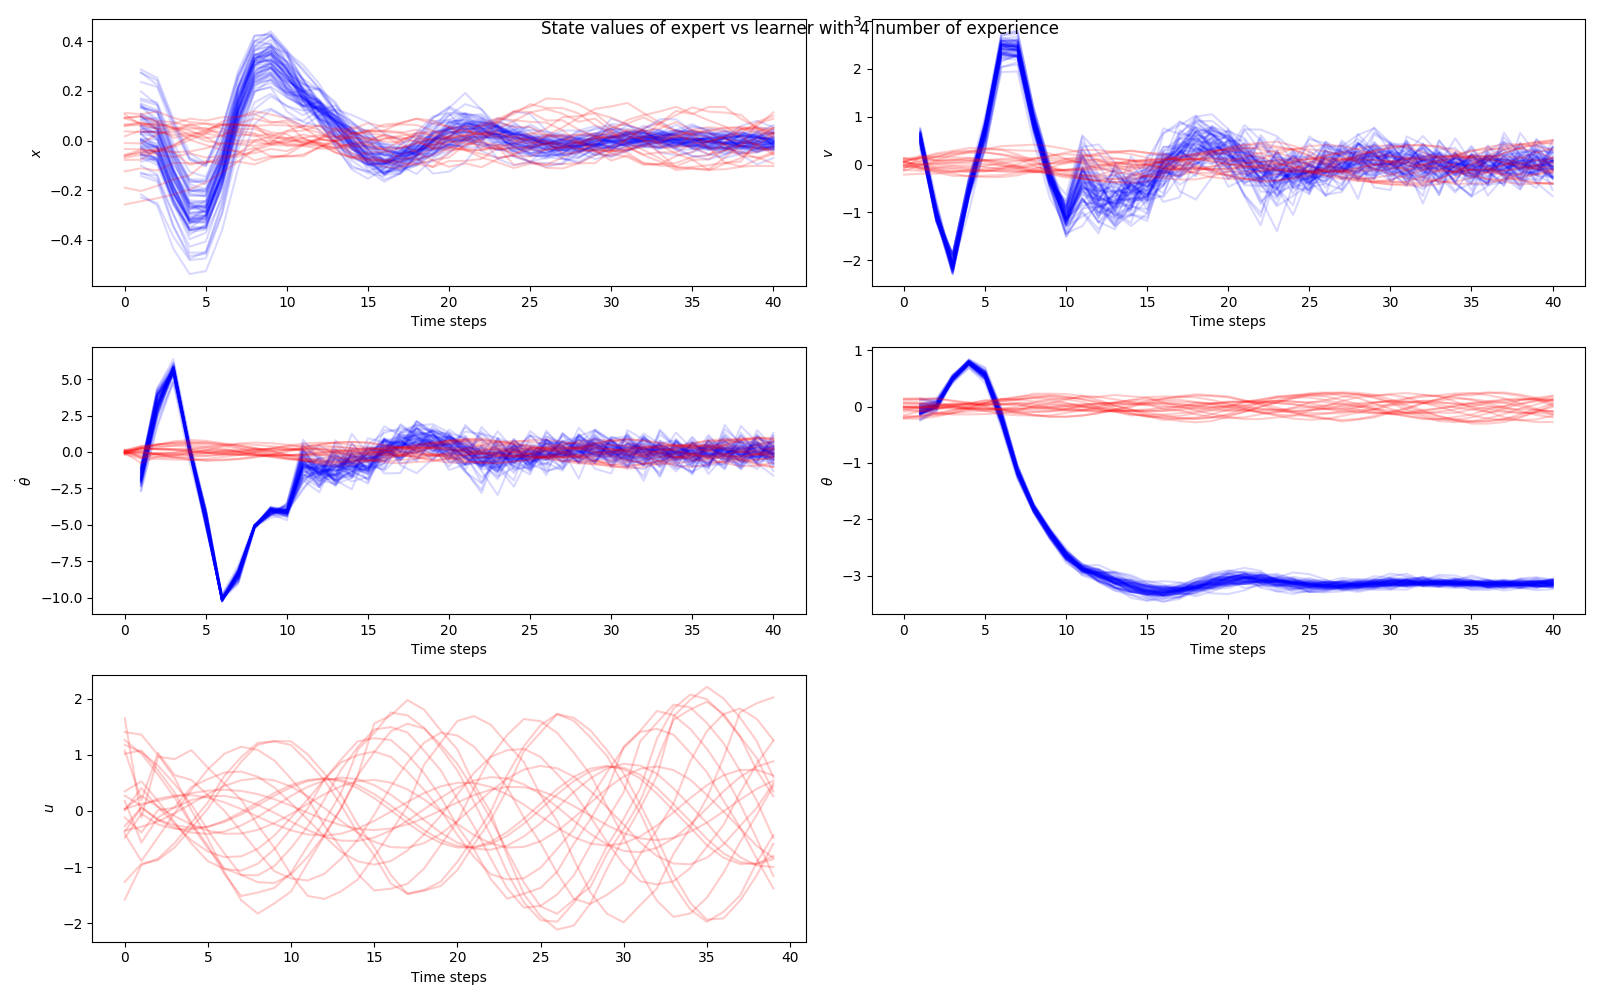 State values of expert vs learner with 4 number of experience
0.4
0.2
0.0
−0.2
−0.4
x
0 5 10 15 20 25 30 35 40
Time steps
3
2
1
0
−1
−2
v
0 5 10 15 20 25 30 35 40
Time steps
5.0
2.5
0.0
−2.5
−5.0
−7.5
−10.0
θ̇
0 5 10 15 20 25 30 35 40
Time steps
1
0
−1
−2
−3
θ
0 5 10 15 20 25 30 35 40
Time steps
2
1
0
−1
−2
u
0 5 10 15 20 25 30 35 40
Time steps